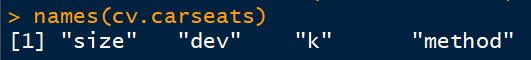 > names(cv.carseats)
[1] "size"   "dev"    "k"      "method"